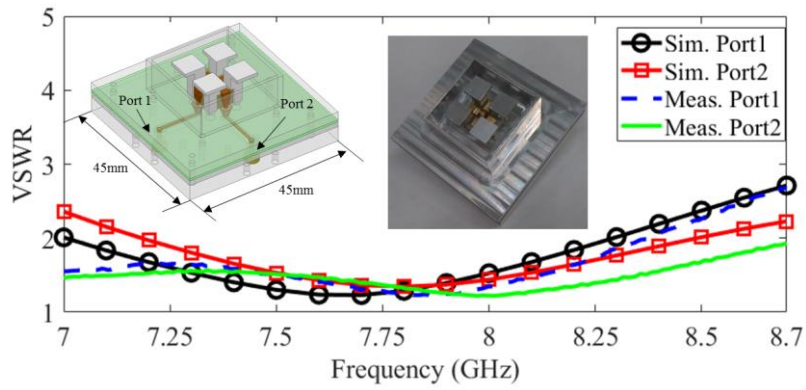 5
4
3
2
1
VSWR
7
7.25
7.5
7.75
8
8.25
8.5
8.7
Frequency (GHz)
Port 1
Port 2
45mm
45mm
Sim. Port1
Sim. Port2
Meas. Port1
Meas. Port2